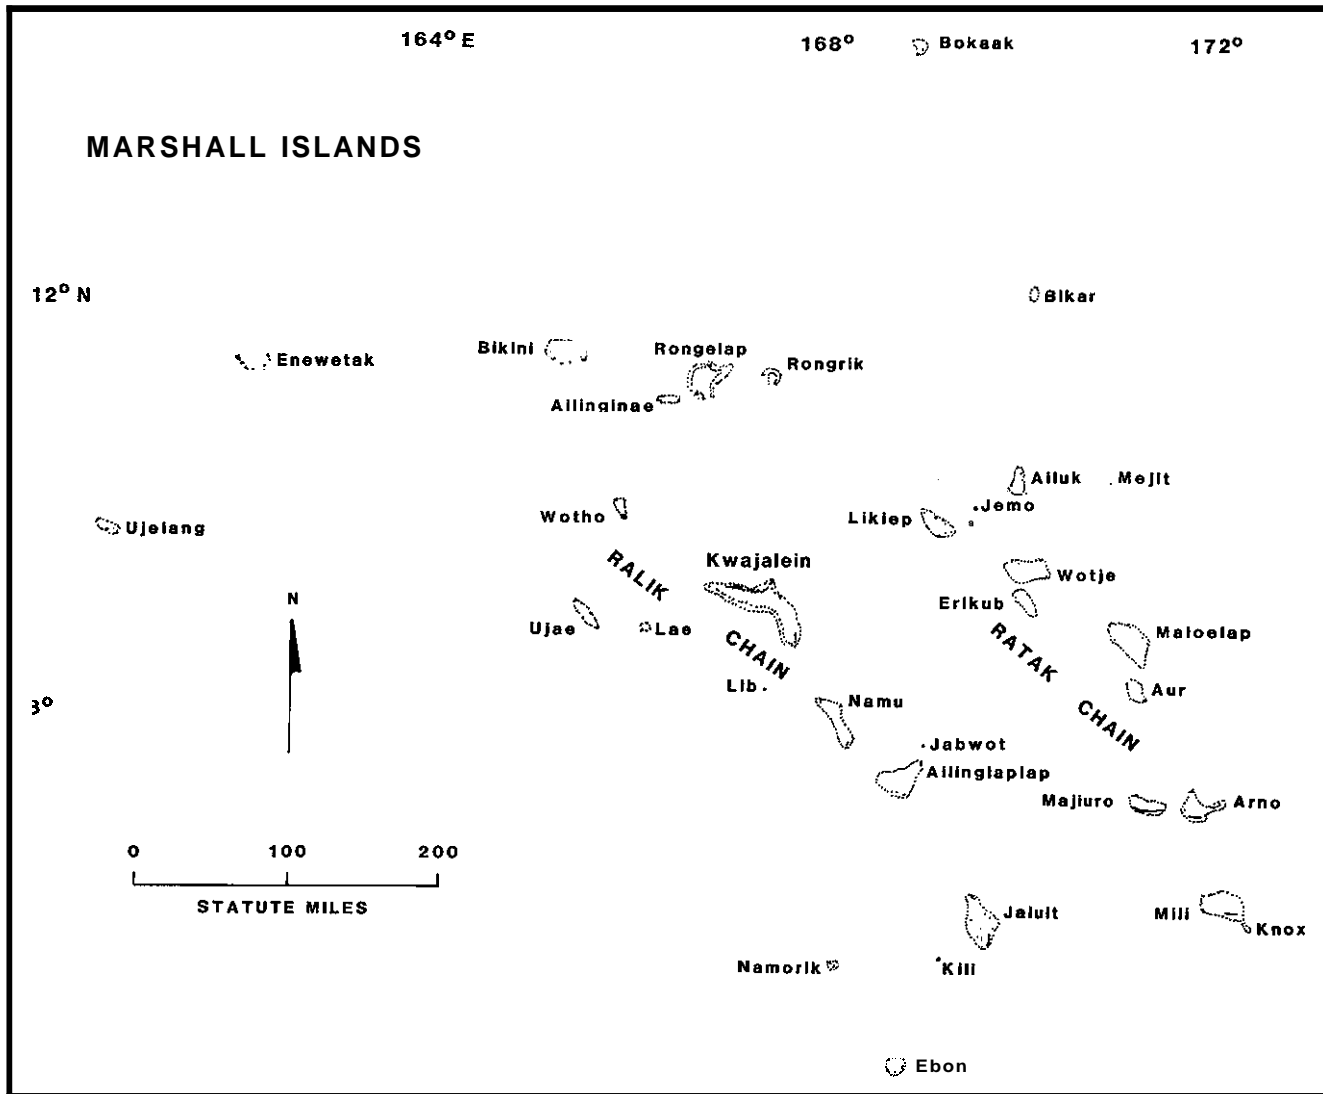 164° E
168°
Bokaak
172°
MARSHALL ISLANDS
12° N
Bikar
Enewetak
Bikini
Rongelap
Rongrik
Ailinginae
Ujelang
Wotho
Ailuk
Mejit
Likiep
Jemo
RALIK
Kwajalein
Wotje
N
Erikub
Ujae
Lae
CHAIN
RATAK
Maloelap
Lib
Namu
Aur
8°
CHAIN
Jabwot
Ailinglaplap
Majiuro
Arno
0 100 200
STATUTE MILES
Jaluit
Mili
Knox
Namorik
Kili
Ebon